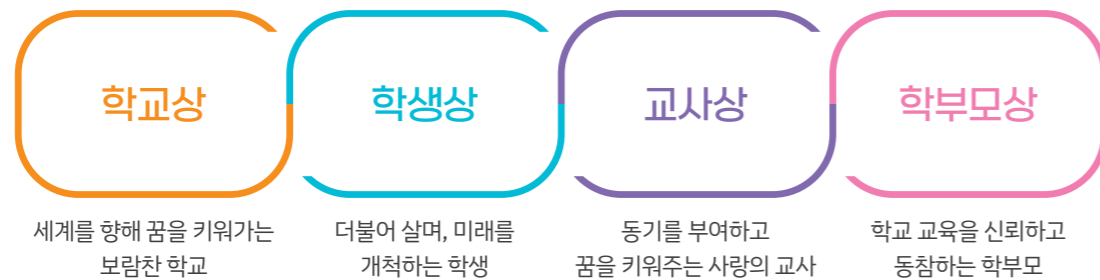 학교상
학생상
교사상
학부모상
세계를 향해 꿈을 키워가는
보람찬 학교
더불어 살며, 미래를
개척하는 학생
동기를 부여하고
꿈을 키워주는 사랑의 교사
학교 교육을 신뢰하고
동참하는 학부모